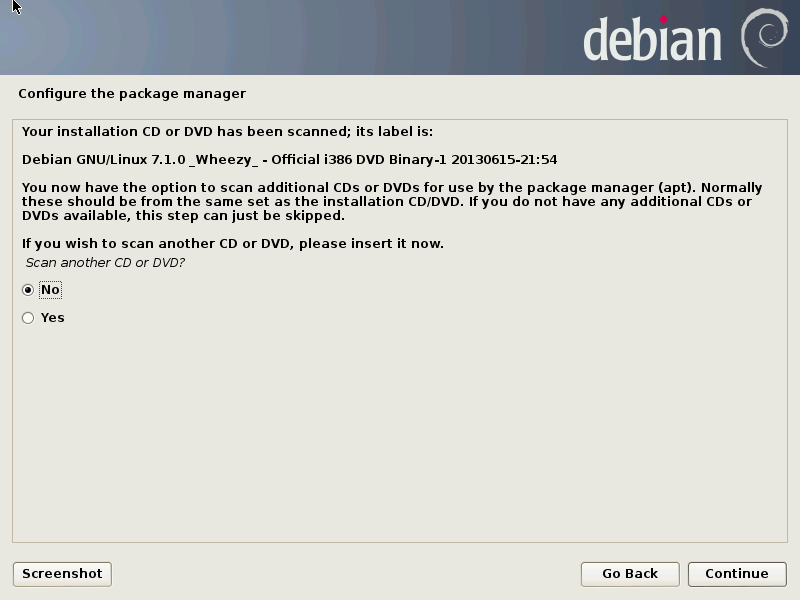 debian
Configure the package manager
Your installation CD or DVD has been scanned; its label is:
Debian GNU/Linux 7.1.0 _Wheezy_ - Official i386 DVD Binary-1 20130615-21:54
You now have the option to scan additional CDs or DVDs for use by the package manager (apt). Normally
these should be from the same set as the installation CD/DVD. If you do not have any additional CDs or
DVDs available, this step can just be skipped.
If you wish to scan another CD or DVD, please insert it now.
Scan another CD or DVD?
No
Yes
Screenshot
Go Back
Continue